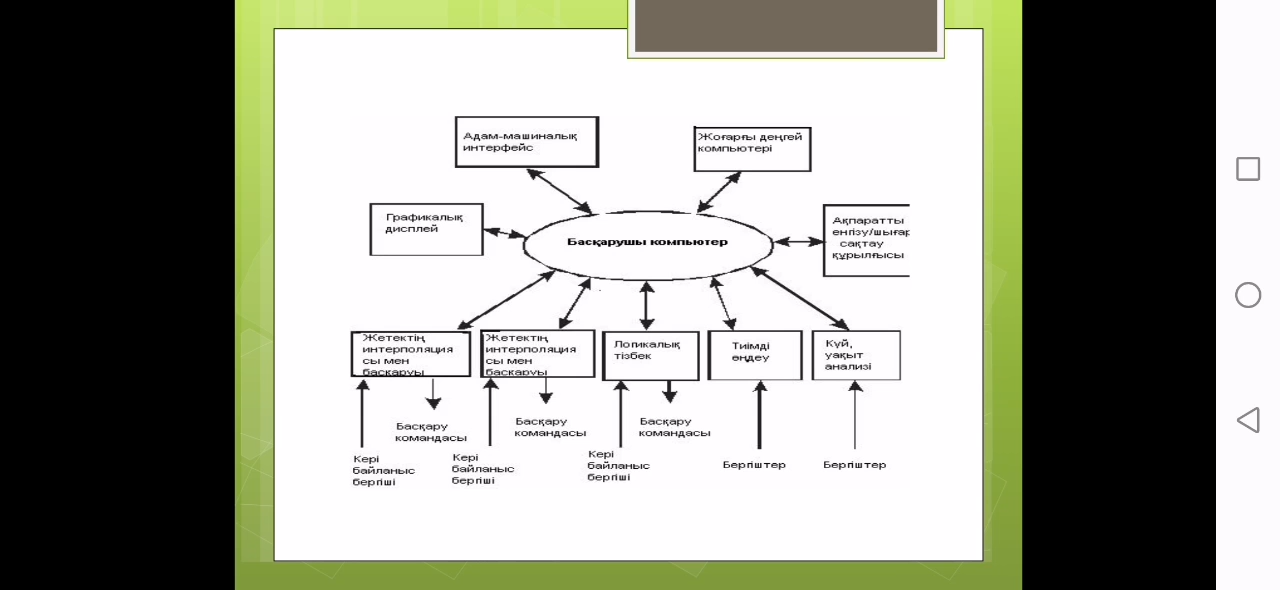 Адам-машиналық
интерфейс
Жоғарғы деңгей
компьютері
Графикалық
дисплей
Басқарушы компьютер
Ақпаратты
енгізу/шығар
сақтау
құрылғысы
Жетектің
интерполяция
сы мен
басқаруы
Жетектің
интерполяция
сы мен
басқаруы
Логикалық
тізбек
Тиімді
өңдеу
Күй,
уақыт
анализі
Басқару
командасы
Басқару
командасы
Басқару
командасы
Кері
байланыс
бергіші
Кері
байланыс
бергіші
Кері
байланыс
бергіші
Бергіштер
Бергіштер